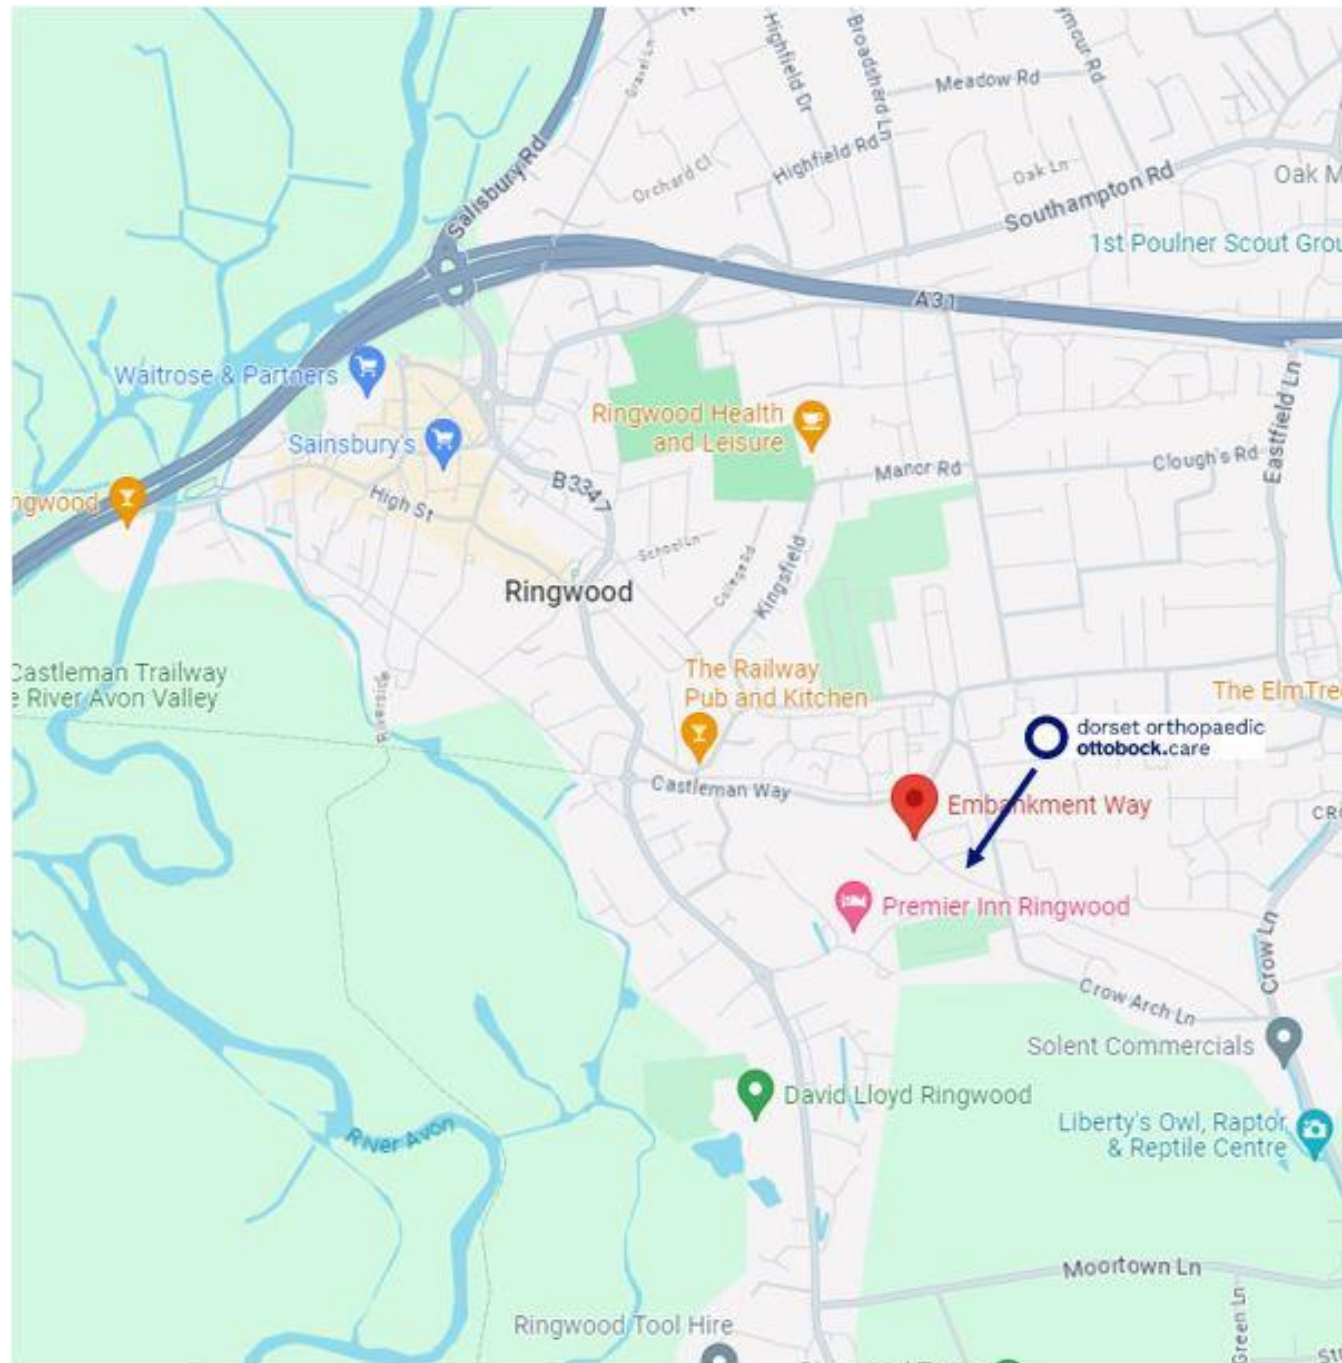 Highfield Dr
Broadshard Ln
Gravel Ln
Meadow Rd
Salisbury Rd
Orchard Cl
Highfield Rd
Oak Ln
Southampton Rd
Oak M
1st Poulner Scout Grou
A31
Waitrose & Partners
Sainsbury's
Ringwood Health
and Leisure
Manor Rd
Clough's Rd
Eastfield Ln
B3347
High St
ngwood
School Ln
College Rd
Kingsfield
Ringwood
Castleman Trailway
e River Avon Valley
Riverside
The Railway
Pub and Kitchen
The ElmTre
dorset orthopaedic
ottobock.care
Castleman Way
Embankment Way
CR
Premier Inn Ringwood
Crow Ln
Crow Arch Ln
Solent Commercials
David Lloyd Ringwood
Liberty's Owl, Raptor
& Reptile Centre
River Avon
Moortown Ln
Ringwood Tool Hire
Green Ln